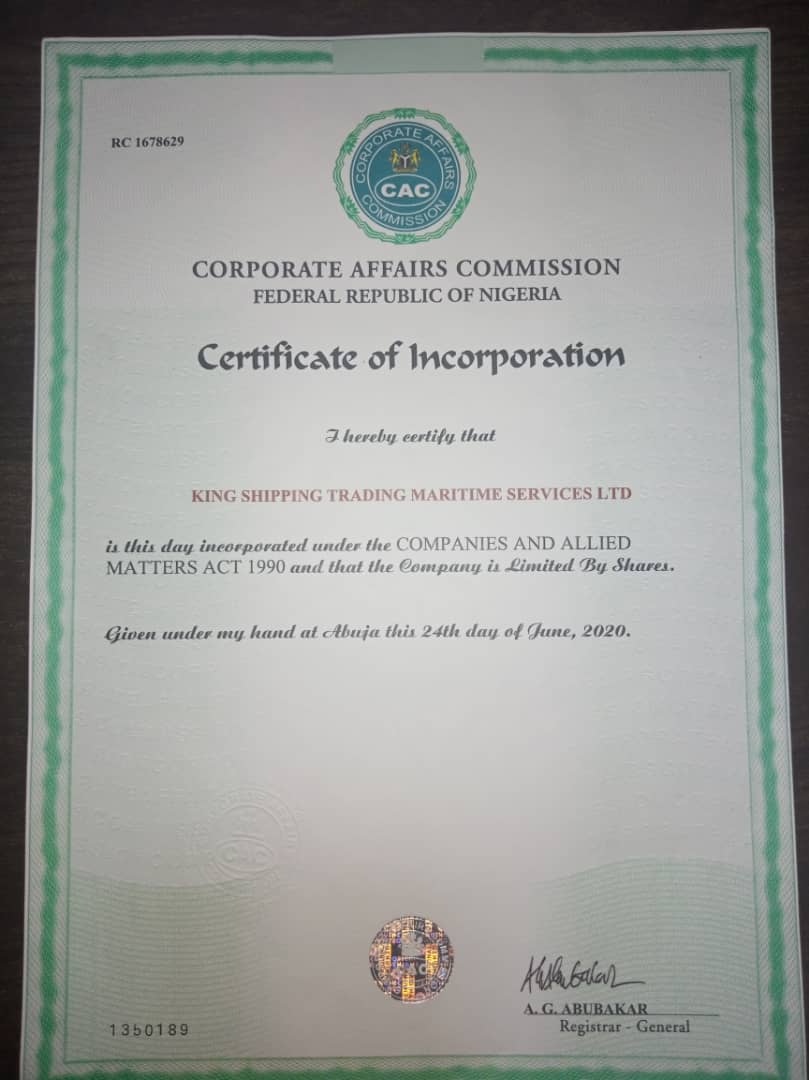 RC 1678629
CORPORATE AFFAIRS
CAC
COMMISSION
CORPORATE AFFAIRS COMMISSION
FEDERAL REPUBLIC OF NIGERIA
Certificate of Incorporation
I hereby certify that
KING SHIPPING TRADING MARITIME SERVICES LTD
is this day incorporated under the COMPANIES AND ALLIED
MATTERS ACT 1990 and that the Company is Limited By Shares.
Given under my hand at Abuja this 24th day of June, 2020.
CAC
A. G. ABUBAKAR
Registrar - General
1350189